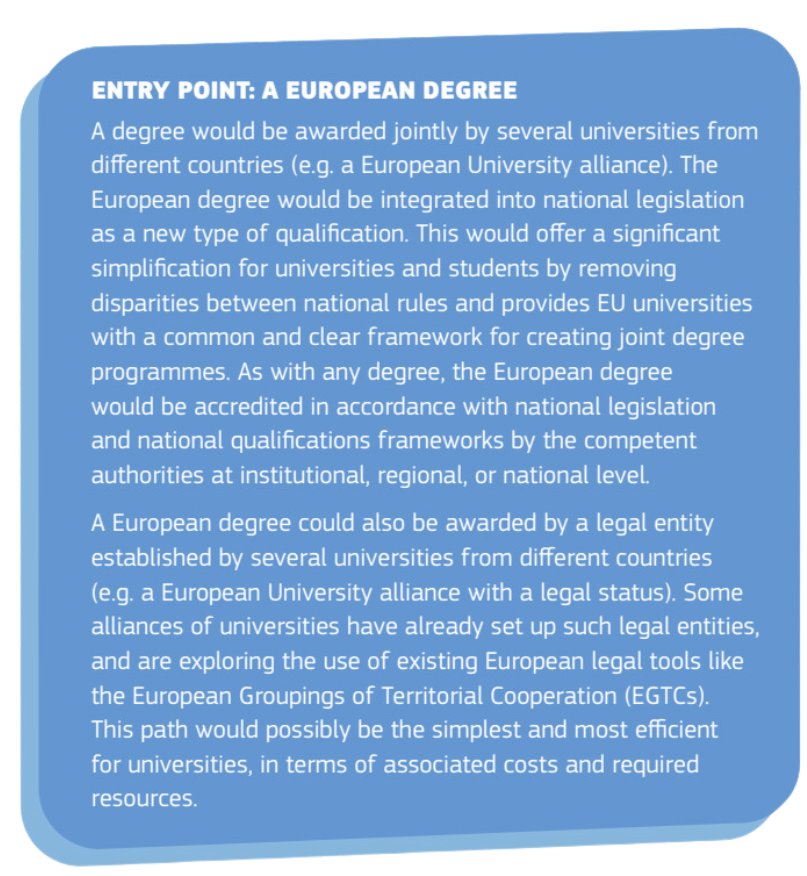 ENTRY POINT: A EUROPEAN DEGREE
A degree would be awarded jointly by several universities from
different countries (e.g. a European University alliance). The
European degree would be integrated into national legislation
as a new type of qualification. This would offer a significant
simplification for universities and students by removing
disparities between national rules and provides EU universities
with a common and clear framework for creating joint degree
programmes. As with any degree, the European degree
would be accredited in accordance with national legislation
and national qualifications frameworks by the competent
authorities at institutional, regional, or national level.
A European degree could also be awarded by a legal entity
established by several universities from different countries
(e.g. a European University alliance with a legal status). Some
alliances of universities have already set up such legal entities,
and are exploring the use of existing European legal tools like
the European Groupings of Territorial Cooperation (EGTCs).
This path would possibly be the simplest and most efficient
for universities, in terms of associated costs and required
resources.